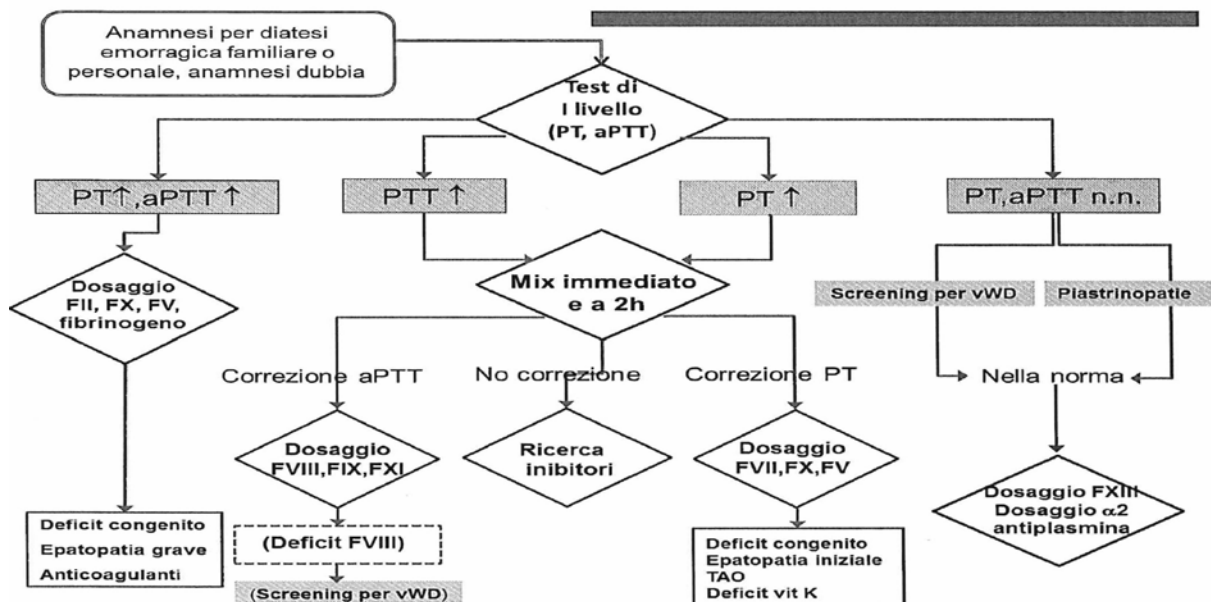 Anamnesi per diatesi
emorragica familiare o
personale, anamnesi dubbia
Test di
I livello
(PT, aPTT)
PT↑,aPTT ↑
PTT ↑
PT ↑
PT,aPTT n.n.
Dosaggio
FII, FX, FV,
fibrinogeno
Mix immediato
e a 2h
Screening per vWD
Piastrinopatie
Correzione aPTT
No correzione
Correzione PT
Nella norma
Dosaggio
FVIII,FIX,FXI
Ricerca
inibitori
Dosaggio
FVII,FX,FV
Dosaggio FXIII
Dosaggio α2
antiplasmina
Deficit congenito
Epatopatia grave
Anticoagulanti
(Deficit FVIII)
(Screening per vWD)
Deficit congenito
Epatopatia iniziale
TAO
Deficit vit K